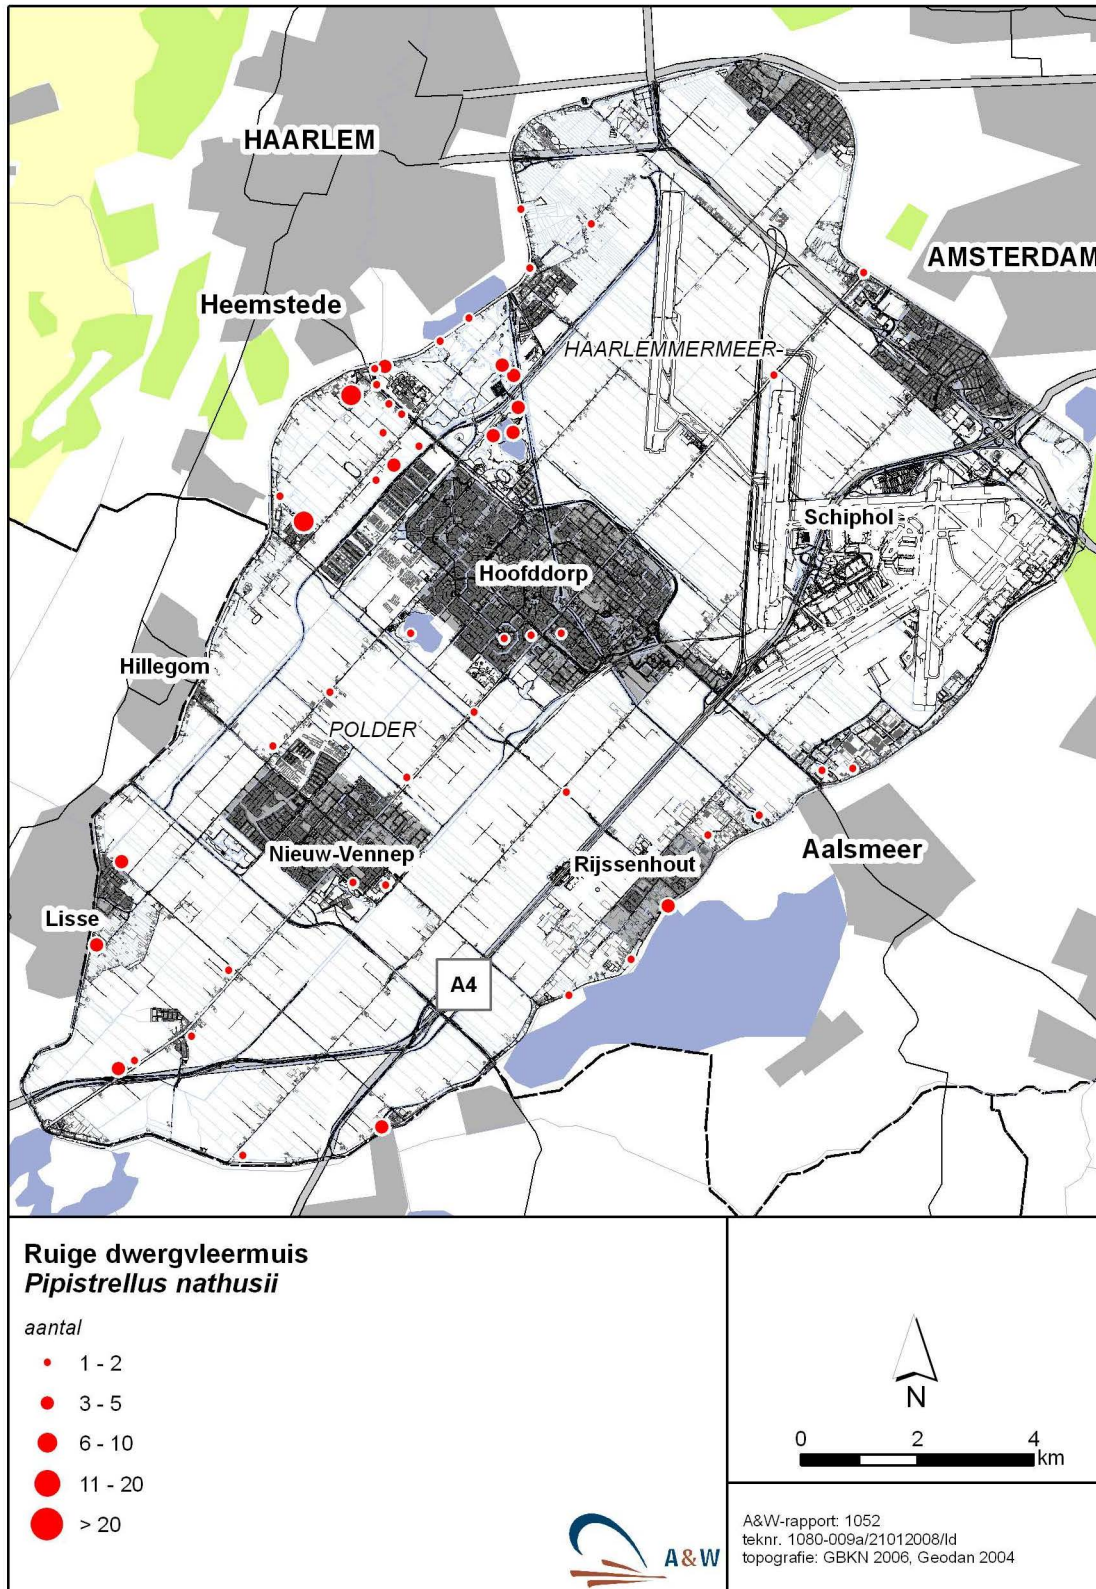 HAARLEM
AMSTERDAM
Heemstede
HAARLEMMERMEER-
Schiphol
Hoofddorp
Hillegom
POLDER
Nieuw-Vennep
Rijssenhout
Aalsmeer
Lisse
A4
Ruige dwergvleermuis
Pipistrellus nathusii
aantal
1 - 2
3 - 5
6 - 10
11 - 20
> 20
A&W
N
0 2 4
km
A&W-rapport: 1052
teknr. 1080-009a/21012008/ld
topografie: GBKN 2006, Geodan 2004